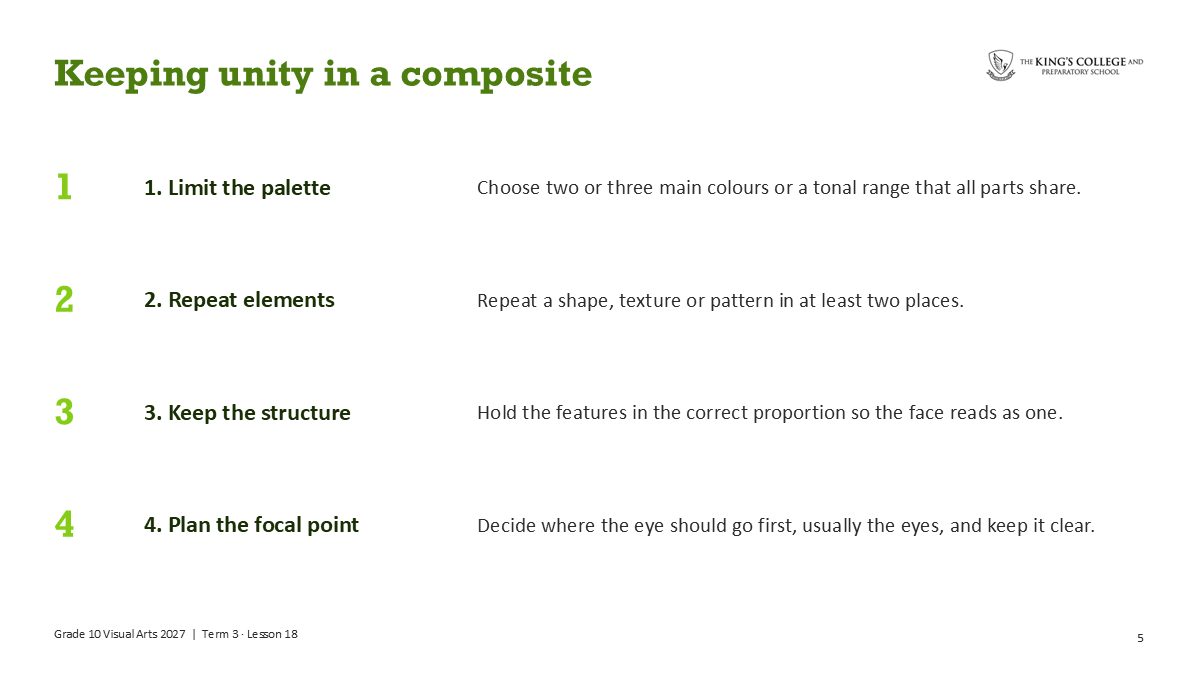 Keeping unity in a composite
THE KING'S COLLEGE AND
PREPARATORY SCHOOL
1
1. Limit the palette
Choose two or three main colours or a tonal range that all parts share.
2
2. Repeat elements
Repeat a shape, texture or pattern in at least two places.
3
3. Keep the structure
Hold the features in the correct proportion so the face reads as one.
4
4. Plan the focal point
Decide where the eye should go first, usually the eyes, and keep it clear.
Grade 10 Visual Arts 2027 | Term 3 · Lesson 18
5